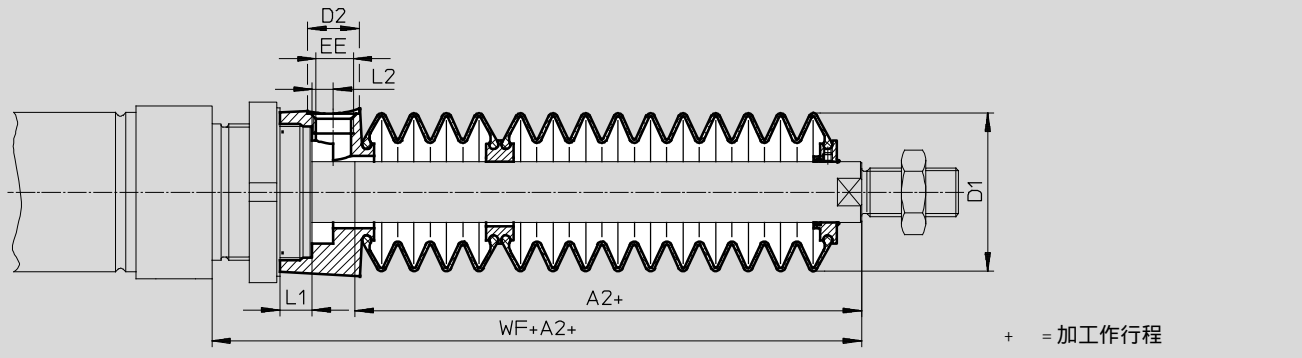 D2
EE
L2
D1
L1
A2+
WF+A2+
+ = 加工作行程